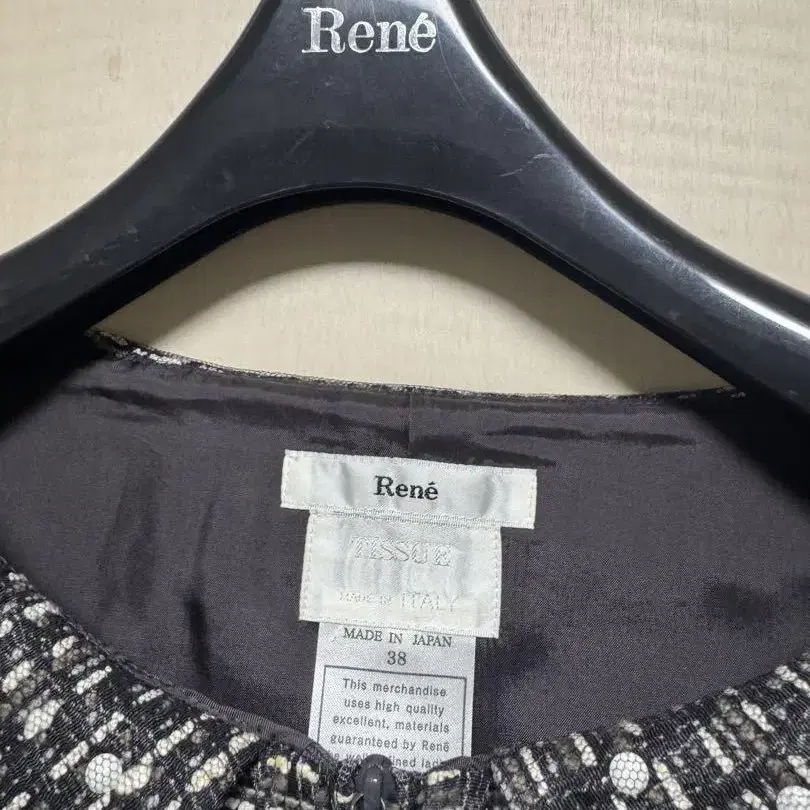 René
René
TISSUE
MADE IN ITALY
MADE IN JAPAN
38
This merchandise
uses high quality
excellent, materials
guaranteed by René